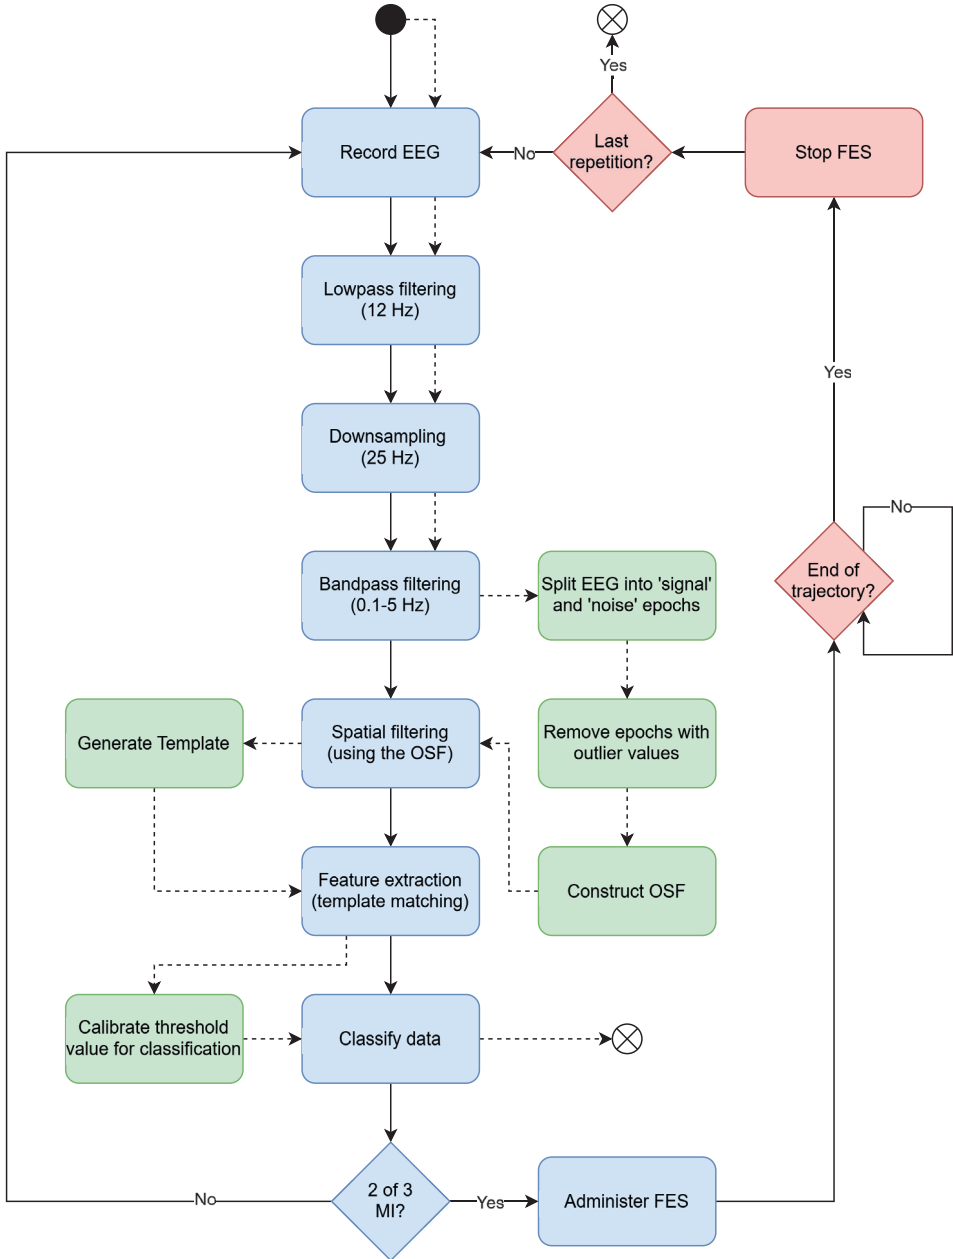 Yes
Record EEG
No
Last
repetition?
Stop FES
Lowpass filtering
(12 Hz)
Yes
Downsampling
(25 Hz)
No
Bandpass filtering
(0.1-5 Hz)
Split EEG into 'signal'
and 'noise' epochs
End of
trajectory?
Generate Template
Spatial filtering
(using the OSF)
Remove epochs with
outlier values
Feature extraction
(template matching)
Construct OSF
Calibrate threshold
value for classification
Classify data
No
2 of 3
MI?
Yes
Administer FES